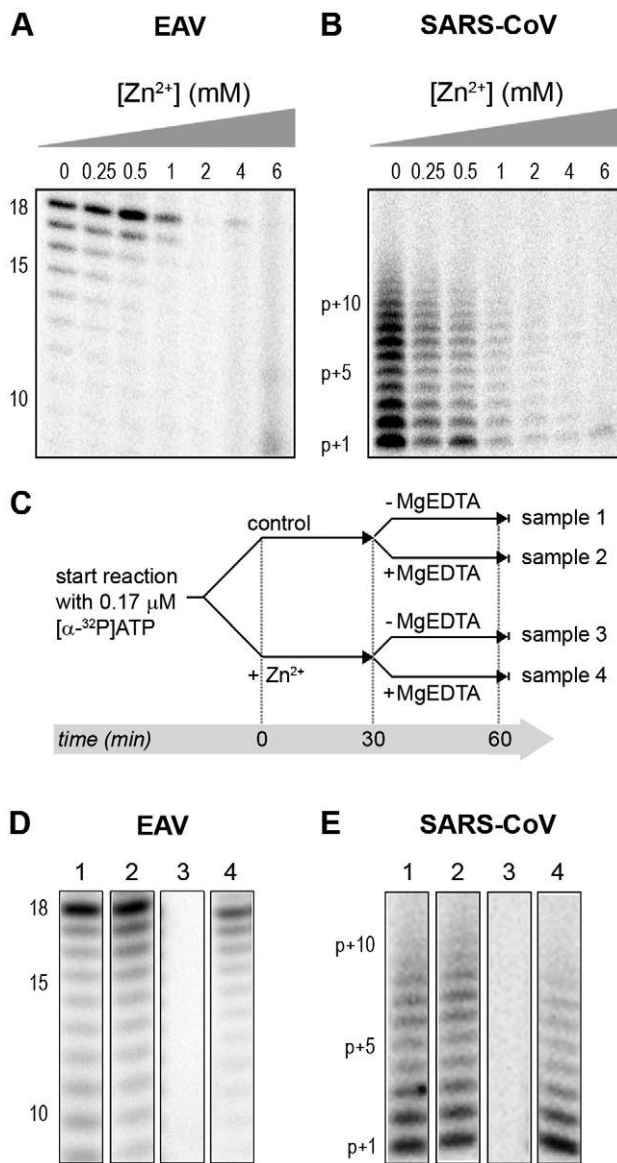 A EAV
[Zn²⁺] (mM)
0 0.25 0.5 1 2 4 6
18
15
10
B SARS-CoV
[Zn²⁺] (mM)
0 0.25 0.5 1 2 4 6
p+10
p+5
p+1
C
start reaction
with 0.17 μM
[α-³²P]ATP
control
+ Zn²⁺
- MgEDTA
sample 1
+MgEDTA
sample 2
- MgEDTA
sample 3
+MgEDTA
sample 4
time (min) 0 30 60
D EAV
1 2 3 4
18
15
10
E SARS-CoV
1 2 3 4
p+10
p+5
p+1